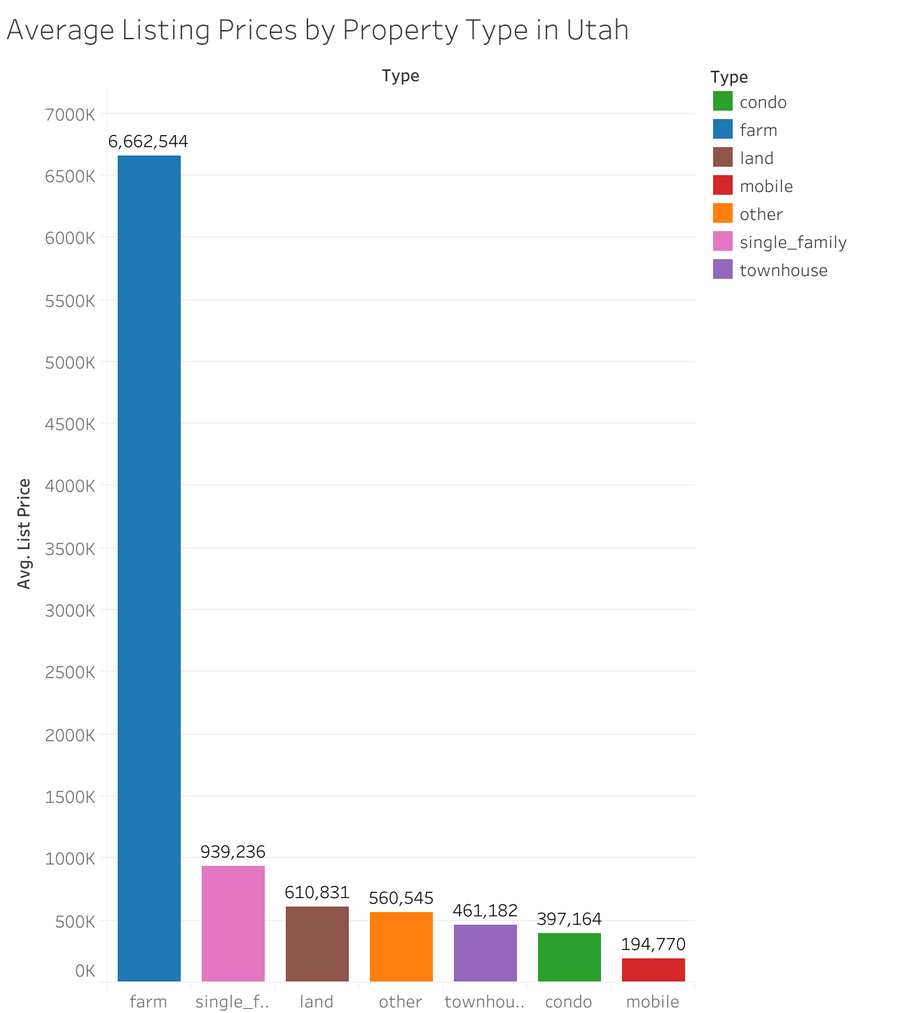 Average Listing Prices by Property Type in Utah
Type
Type
condo
farm
land
mobile
other
single_family
townhouse
Avg. List Price
7000K
6500K
6000K
5500K
5000K
4500K
4000K
3500K
3000K
2500K
2000K
1500K
1000K
500K
0K
6,662,544
939,236
610,831
560,545
461,182
397,164
194,770
farm single_f.. land other townhou.. condo mobile